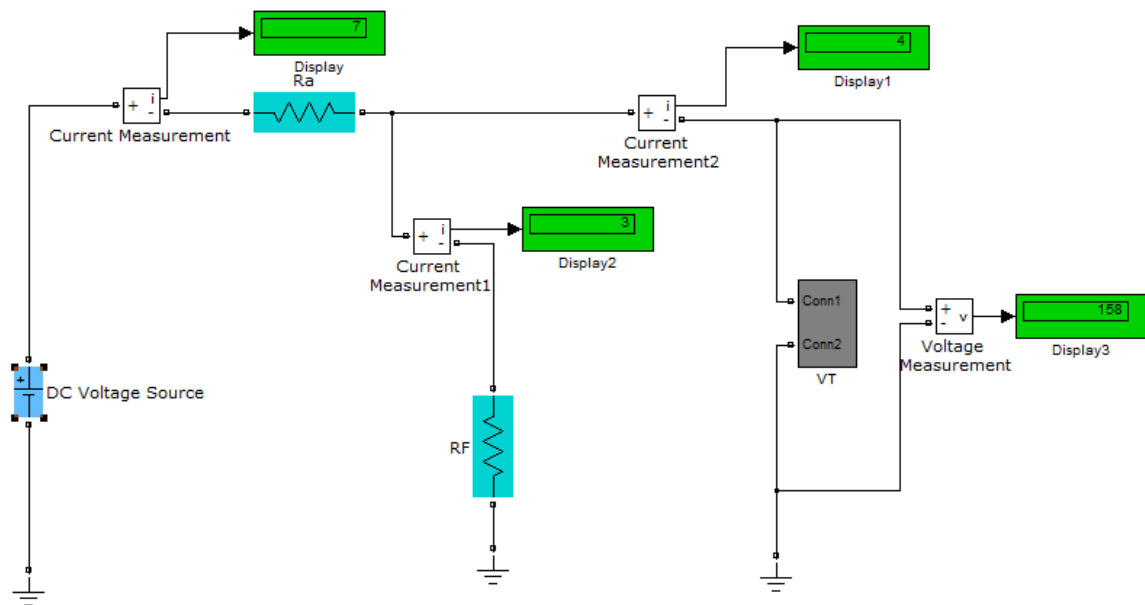 7
Display
Ra
+
i
-
Current Measurement
4
Display1
+
i
-
Current
Measurement2
3
Display2
+
i
-
Current
Measurement1
Conn1
Conn2
VT
+
-
v
Voltage
Measurement
158
Display3
+
DC Voltage Source
RF